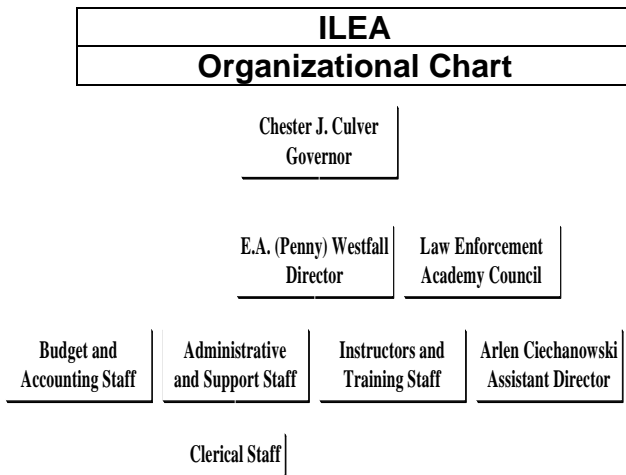 ILEA
Organizational Chart
Chester J. Culver
Governor
E.A. (Penny) Westfall
Director
Law Enforcement
Academy Council
Budget and
Accounting Staff
Administrative
and Support Staff
Instructors and
Training Staff
Arlen Ciechanowski
Assistant Director
Clerical Staff